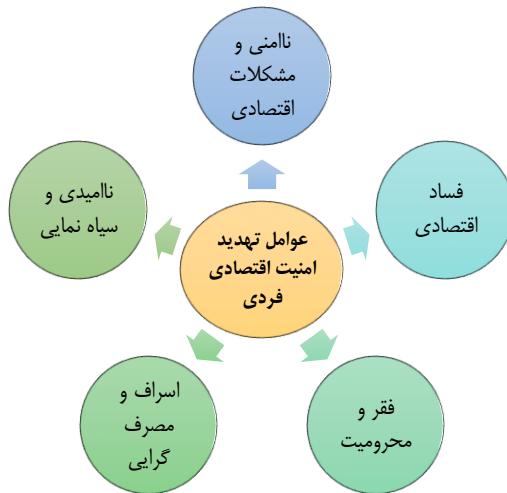 ناامنی و
مشکلات
اقتصادی
فساد
اقتصادی
ناامیدی و
سیاه نمایی
عوامل تهدید
امنیت اقتصادی
فردی
فقر و
محرومیت
اسراف و
مصرف
گرایی